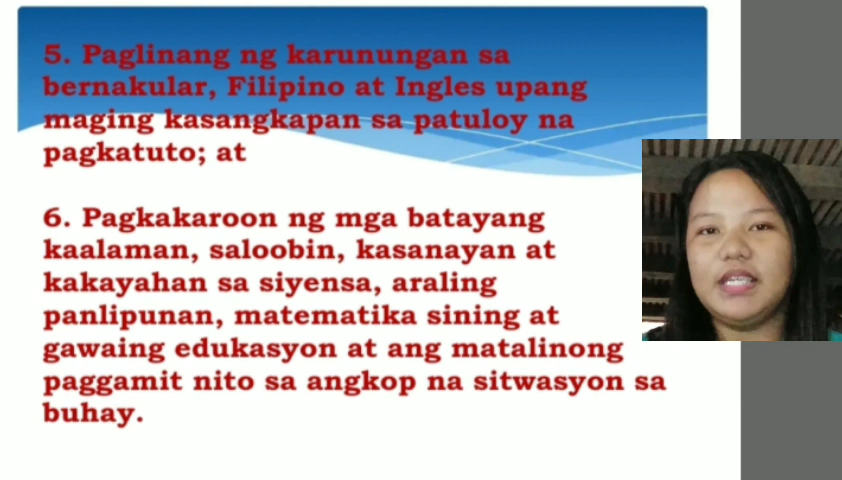 5. Paglinang ng karunungan sa
bernakular, Filipino at Ingles upang
maging kasangkapan sa patuloy na
pagkatuto; at
6. Pagkakaroon ng mga batayang
kaalaman, saloobin, kasanayan at
kakayahan sa siyensa, araling
panlipunan, matematika sining at
gawaing edukasyon at ang matalinong
paggamit nito sa angkop na sitwasyon sa
buhay.